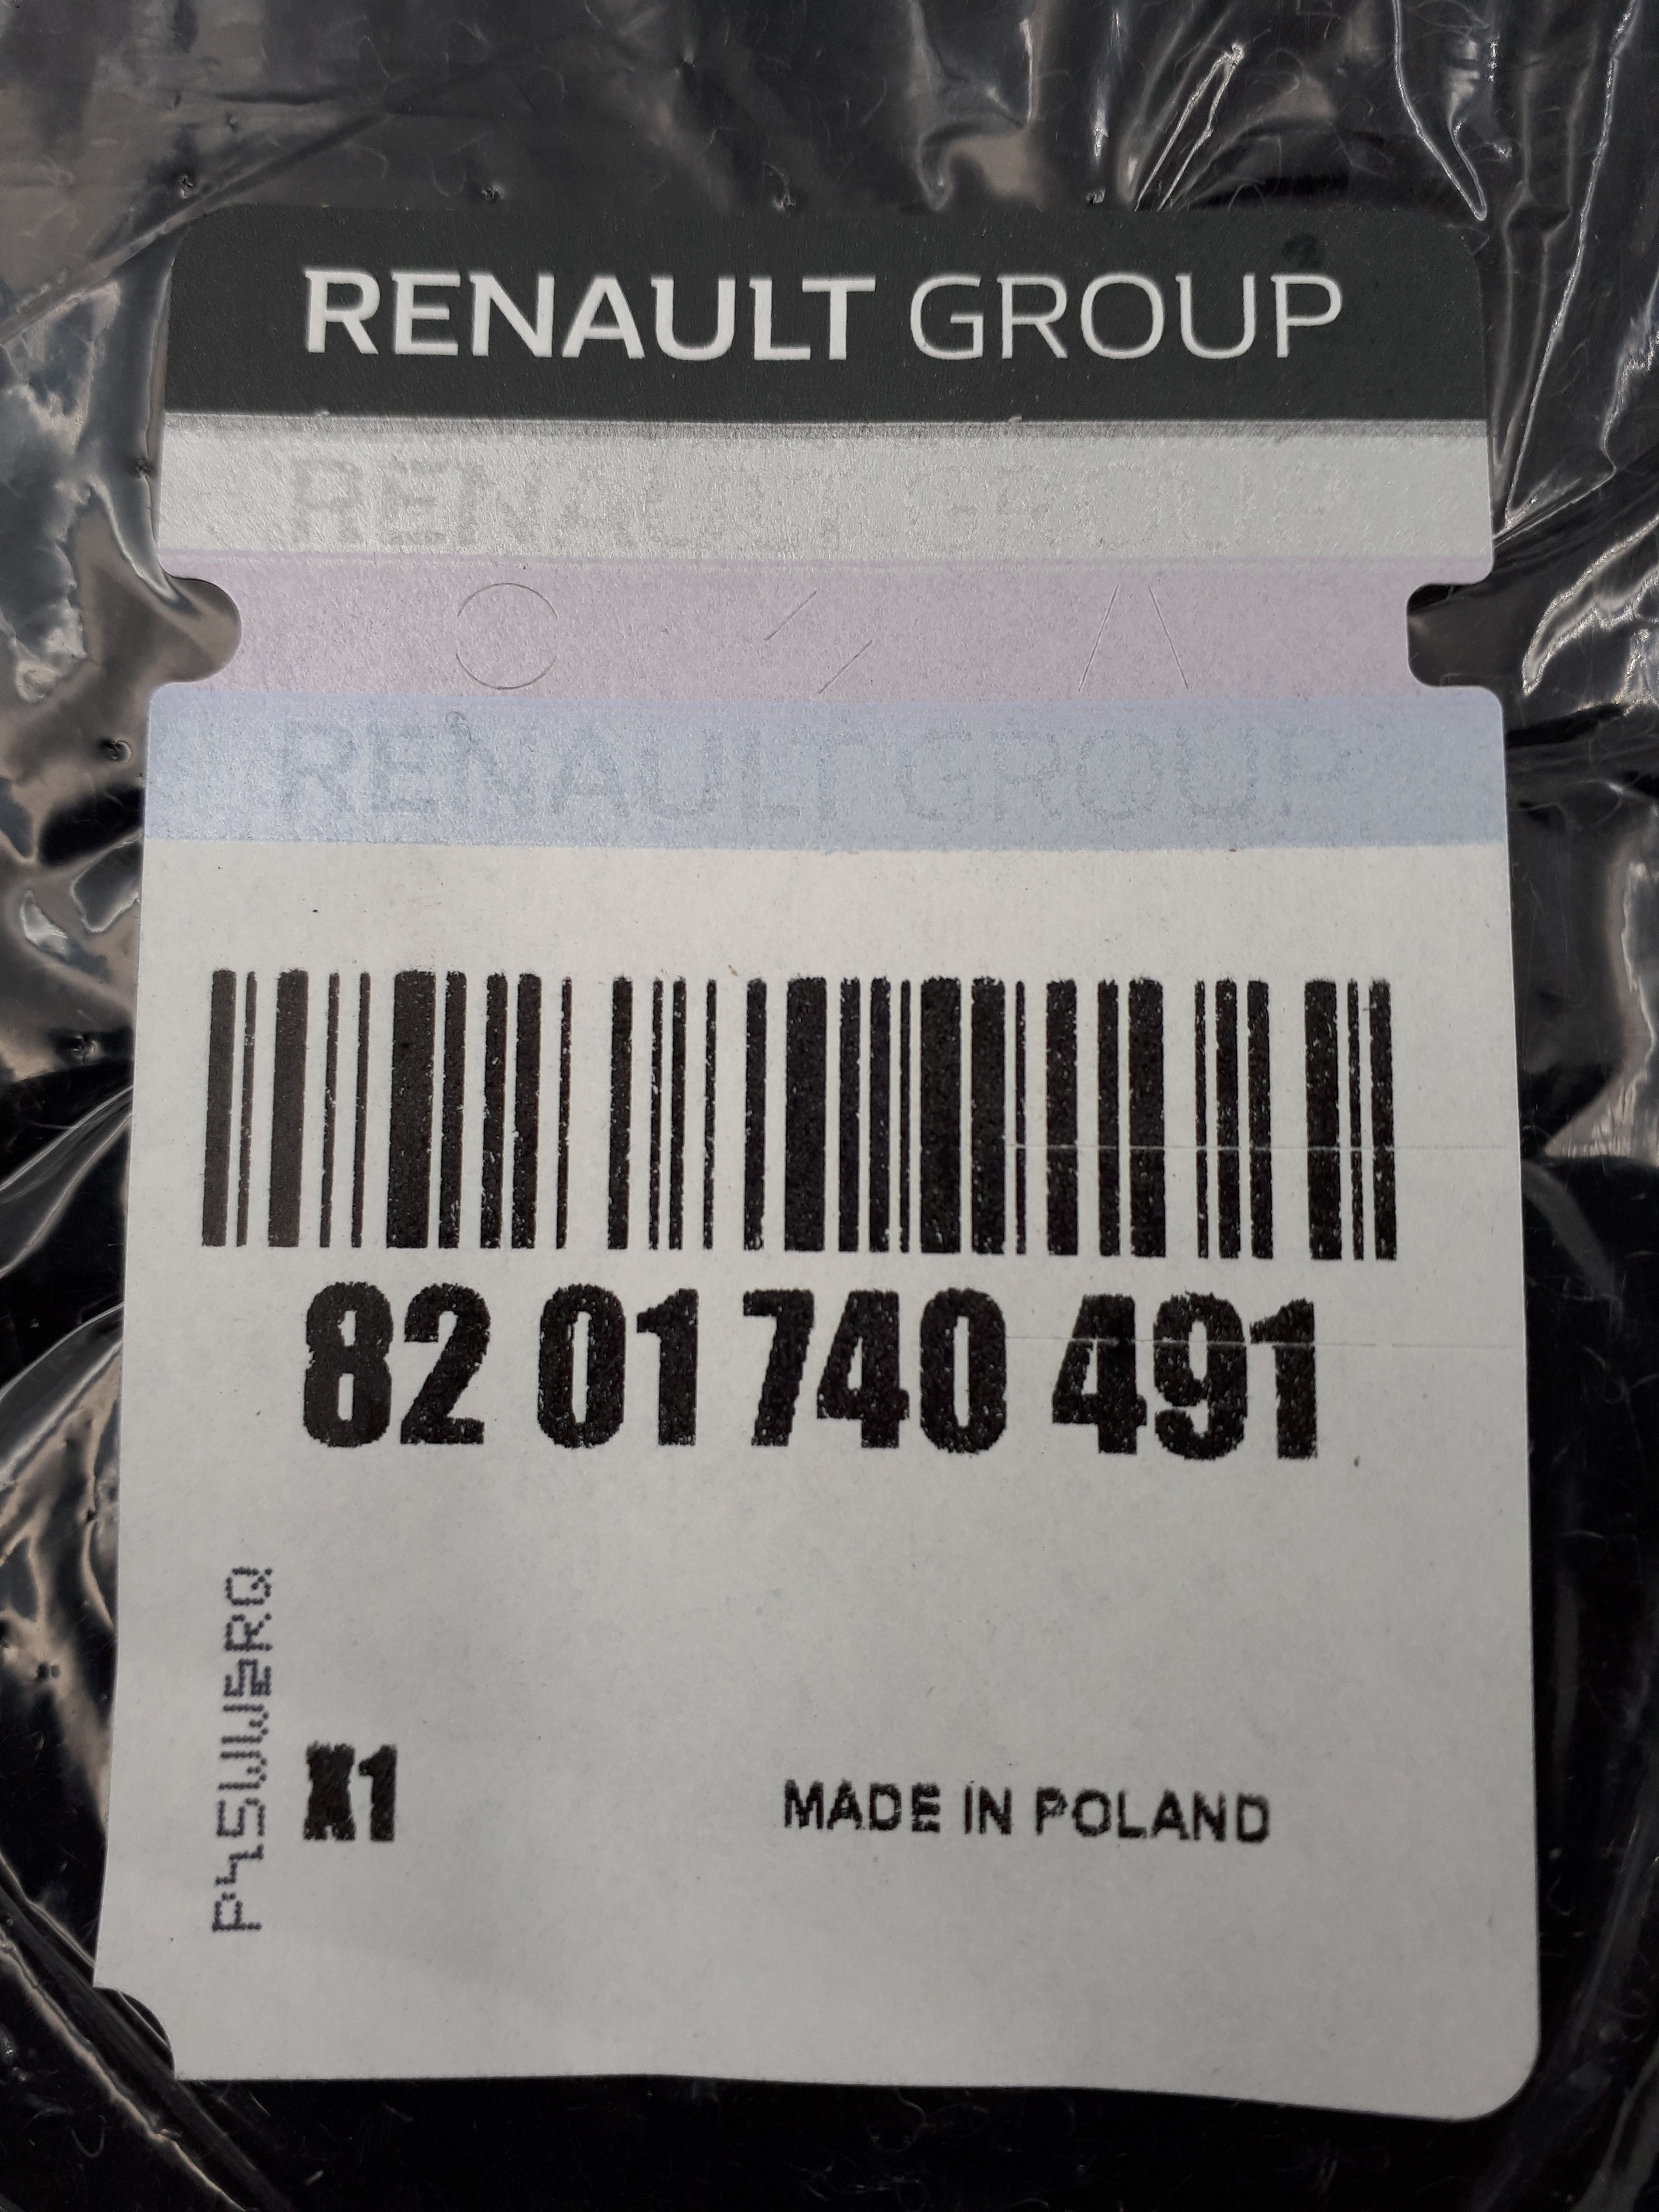 RENAULT GROUP
RENAULT GROUP
RENAULT GROUP
82 01 740 491
X1
MADE IN POLAND